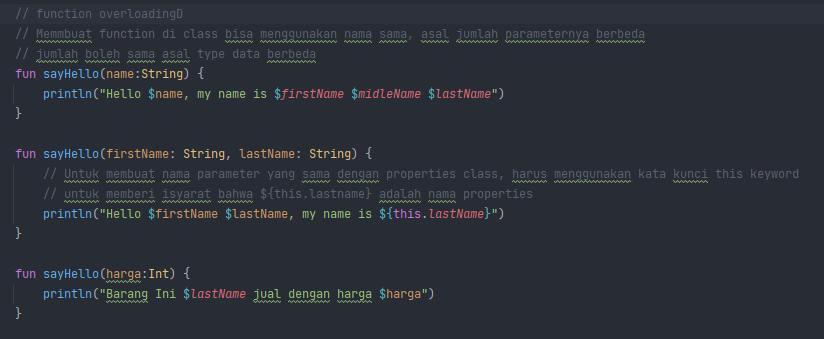 // function overloadingD
// Memmbuat function di class bisa menggunakan nama sama, asal jumlah parameternya berbeda
// jumlah boleh sama asal type data berbeda
fun sayHello(name:String) {
println("Hello $name, my name is $firstName $midleName $lastName")
}
fun sayHello(firstName: String, lastName: String) {
// Untuk membuat nama parameter yang sama dengan properties class, harus menggunakan kata kunci this keyword
// untuk memberi isyarat bahwa ${this.lastname} adalah nama properties
println("Hello $firstName $lastName, my name is ${this.lastName}")
}
fun sayHello(harga:Int) {
println("Barang Ini $lastName jual dengan harga $harga")
}